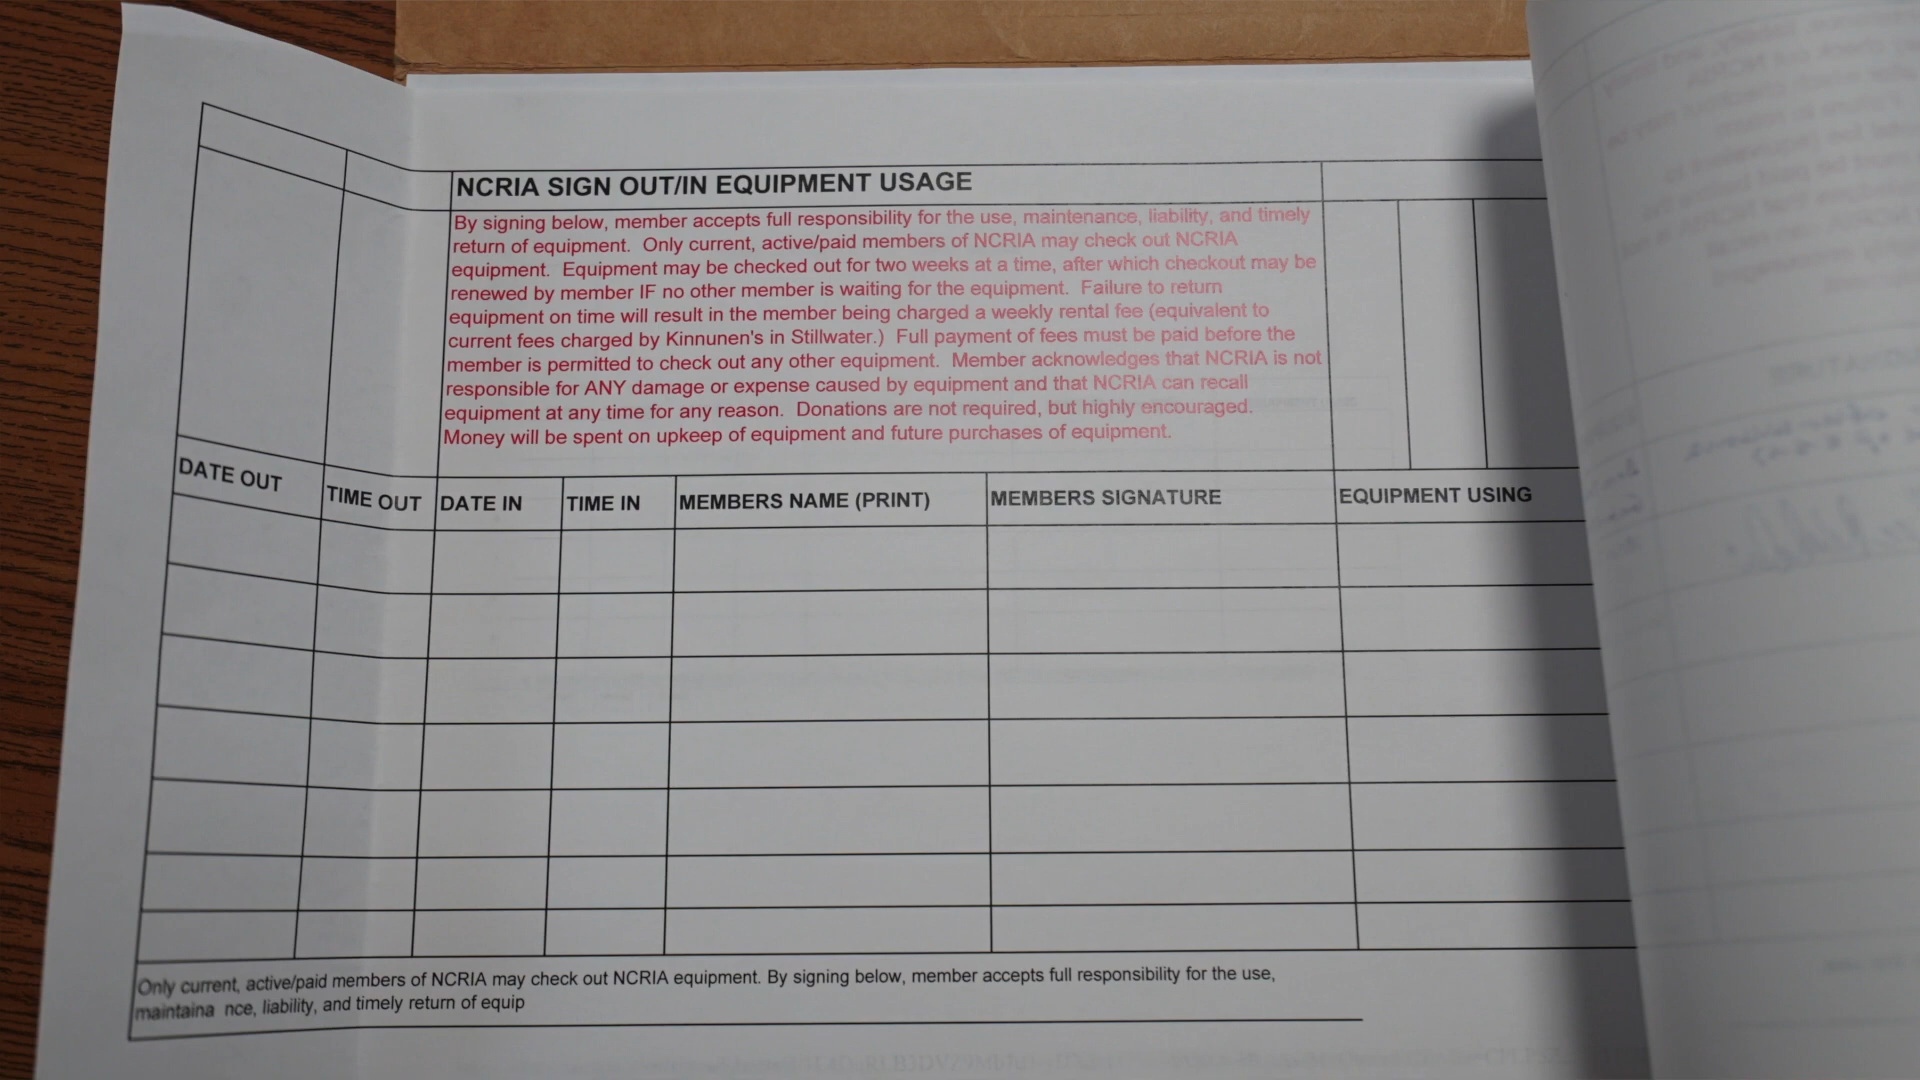 NCRIA SIGN OUT/IN EQUIPMENT USAGE
By signing below, member accepts full responsibility for the use, maintenance, liability, and timely
return of equipment.  Only current, active/paid members of NCRIA may check out NCRIA
equipment.  Equipment may be checked out for two weeks at a time, after which checkout may be
renewed by member IF no other member is waiting for the equipment.  Failure to return
equipment on time will result in the member being charged a weekly rental fee (equivalent to
current fees charged by Kinnunen's in Stillwater.)  Full payment of fees must be paid before the
member is permitted to check out any other equipment.  Member acknowledges that NCRIA is not
responsible for ANY damage or expense caused by equipment and that NCRIA can recall
equipment at any time for any reason.  Donations are not required, but highly encouraged.
Money will be spent on upkeep of equipment and future purchases of equipment.
DATE OUT TIME OUT DATE IN TIME IN MEMBERS NAME (PRINT) MEMBERS SIGNATURE EQUIPMENT USING
Only current, active/paid members of NCRIA may check out NCRIA equipment. By signing below, member accepts full responsibility for the use,
maintaina nce, liability, and timely return of equip